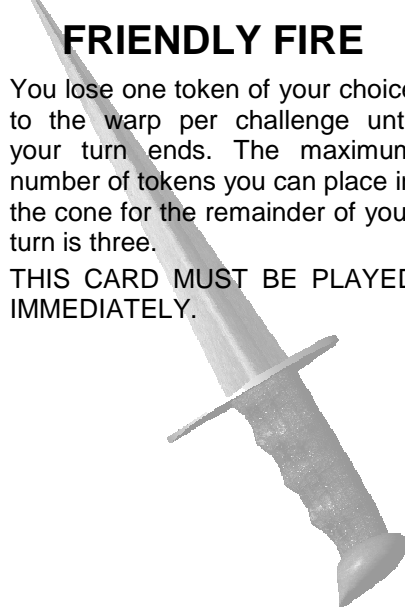 FRIENDLY FIRE
You lose one token of your choice
to the warp per challenge unt
your turn ends. The maximum
number of tokens you can place in
the cone for the remainder of you
turn is three.
THIS CARD MUST BE PLAYED
IMMEDIATELY.